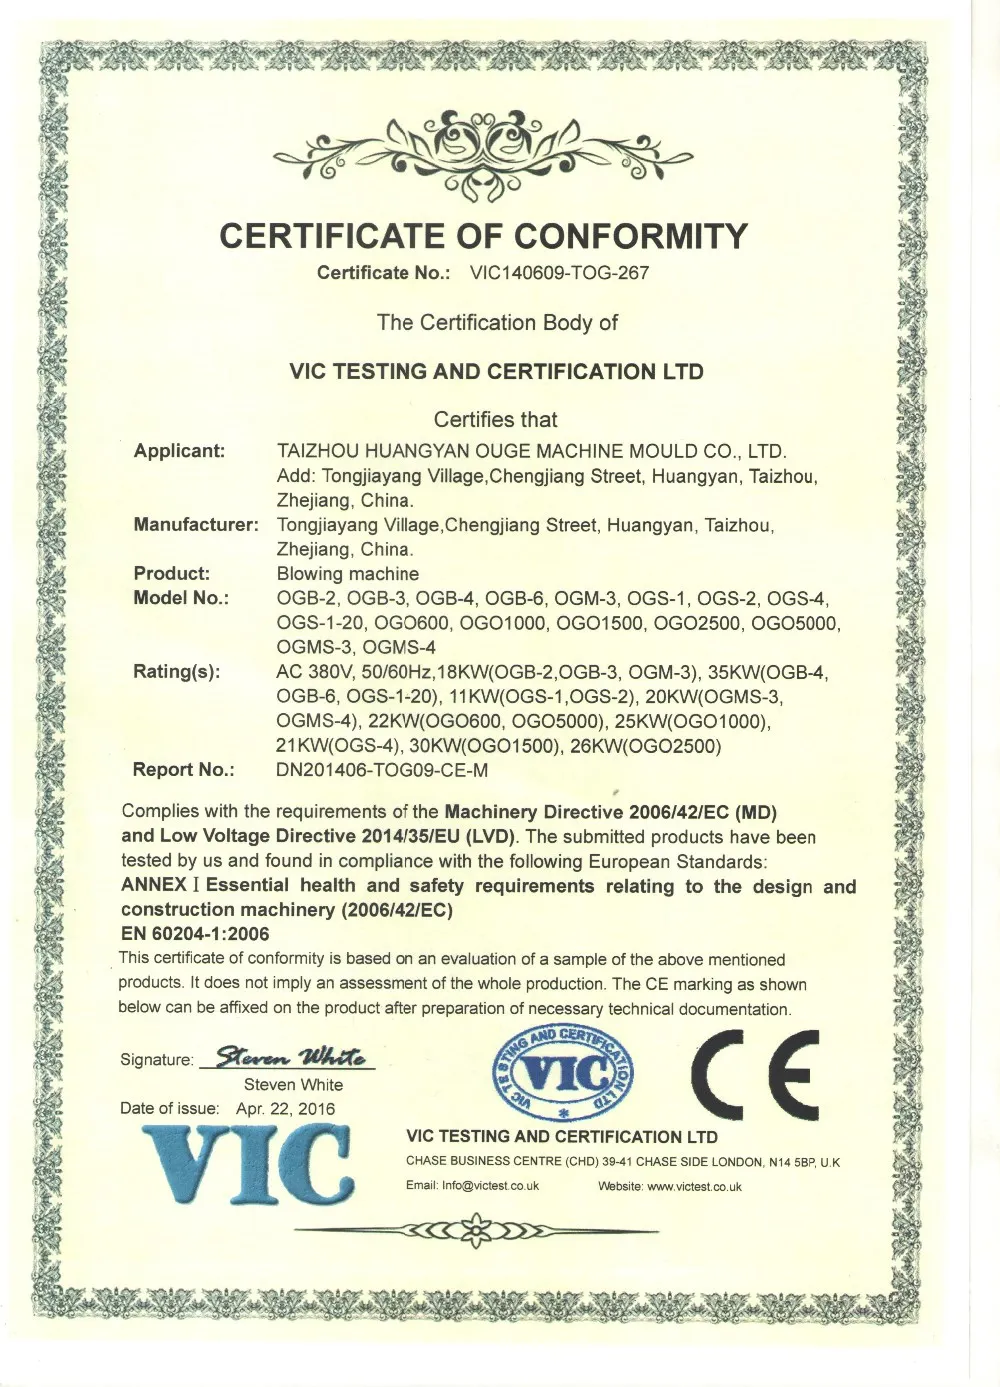 CERTIFICATE OF CONFORMITY
Certificate No.: VIC140609-TOG-267
The Certification Body of
VIC TESTING AND CERTIFICATION LTD
Certifies that
Applicant: TAIZHOU HUANGYAN OUGE MACHINE MOULD CO., LTD.
Add: Tongjiayang Village,Chengjiang Street, Huangyan, Taizhou,
Zhejiang, China.
Manufacturer: Tongjiayang Village,Chengjiang Street, Huangyan, Taizhou,
Zhejiang, China.
Product: Blowing machine
Model No.: OGB-2, OGB-3, OGB-4, OGB-6, OGM-3, OGS-1, OGS-2, OGS-4,
OGS-1-20, OGO600, OGO1000, OGO1500, OGO2500, OGO5000,
OGMS-3, OGMS-4
Rating(s): AC 380V, 50/60Hz,18KW(OGB-2,OGB-3, OGM-3), 35KW(OGB-4,
OGB-6, OGS-1-20), 11KW(OGS-1,OGS-2), 20KW(OGMS-3,
OGMS-4), 22KW(OGO600, OGO5000), 25KW(OGO1000),
21KW(OGS-4), 30KW(OGO1500), 26KW(OGO2500)
Report No.: DN201406-TOG09-CE-M
Complies with the requirements of the Machinery Directive 2006/42/EC (MD)
and Low Voltage Directive 2014/35/EU (LVD). The submitted products have been
tested by us and found in compliance with the following European Standards:
ANNEX I Essential health and safety requirements relating to the design and
construction machinery (2006/42/EC)
EN 60204-1:2006
This certificate of conformity is based on an evaluation of a sample of the above mentioned
products. It does not imply an assessment of the whole production. The CE marking as shown
below can be affixed on the product after preparation of necessary technical documentation.
Signature: Steven White
Steven White
Date of issue: Apr. 22, 2016
VIC TESTING AND CERTIFICATION LTD
VIC
*
CE
VIC
VIC TESTING AND CERTIFICATION LTD
CHASE BUSINESS CENTRE (CHD) 39-41 CHASE SIDE LONDON, N14 5BP, U.K
Email: Info@victest.co.uk Website: www.victest.co.uk